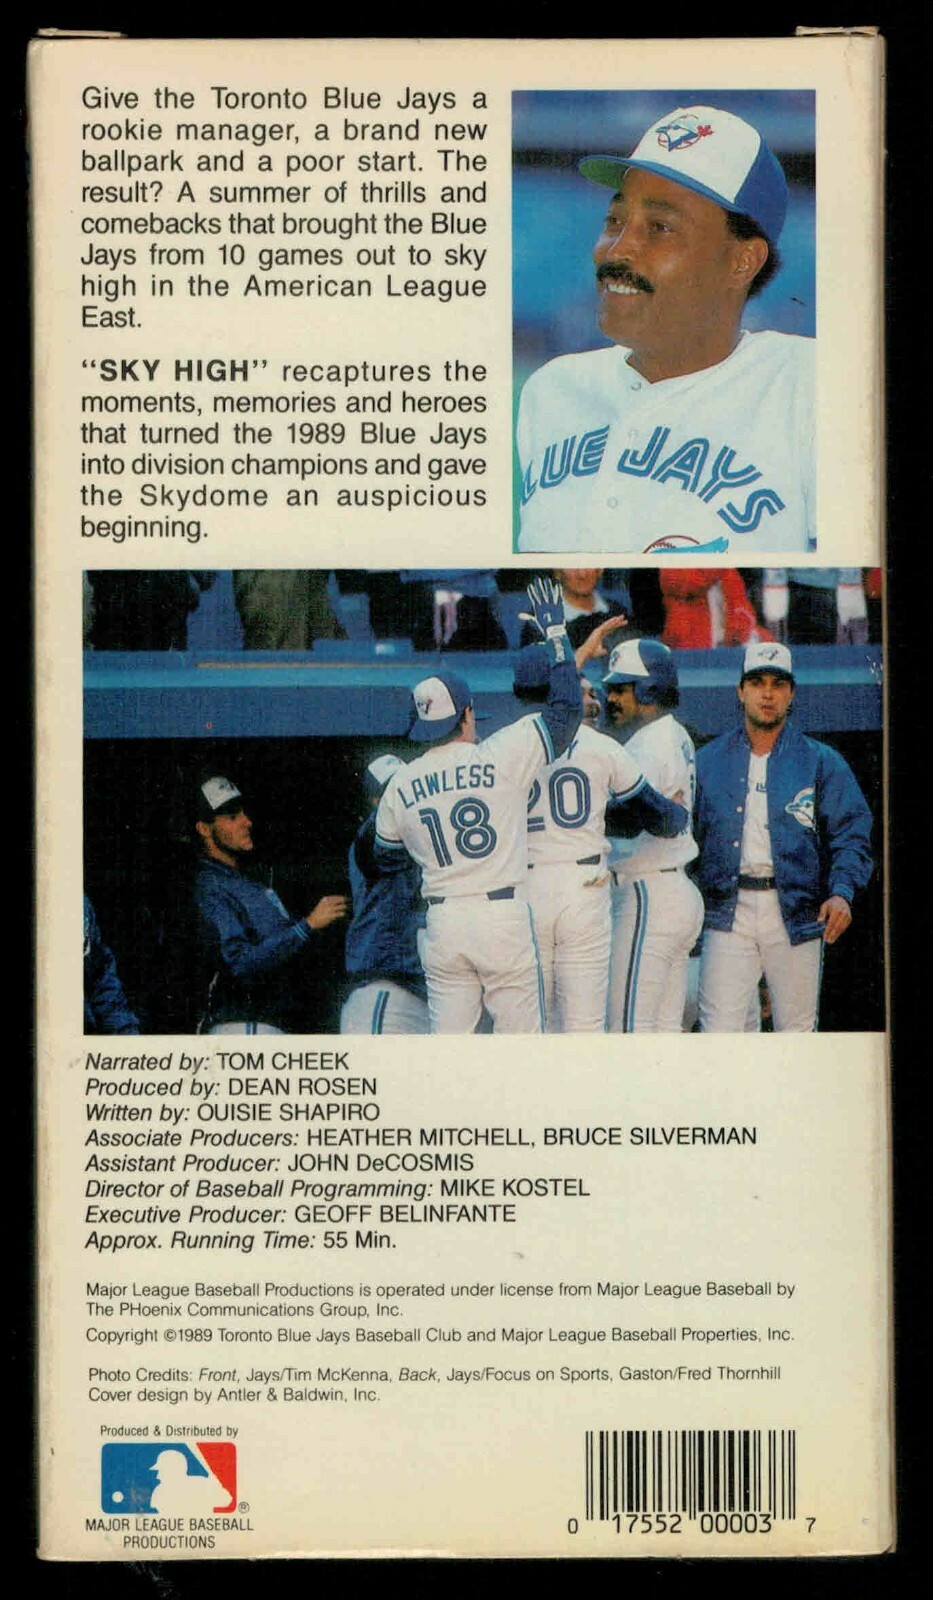 Give the Toronto Blue Jays a
rookie manager, a brand new
ballpark and a poor start. The
result? A summer of thrills and
comebacks that brought the Blue
Jays from 10 games out to sky
high in the American League
East.
"SKY HIGH" recaptures the
moments, memories and heroes
that turned the 1989 Blue Jays
into division champions and gave
the Skydome an auspicious
beginning.
LUE JAYS
LAWLESS
18
20
Narrated by: TOM CHEEK
Produced by: DEAN ROSEN
Written by: OUISIE SHAPIRO
Associate Producers: HEATHER MITCHELL, BRUCE SILVERMAN
Assistant Producer: JOHN DeCOSMIS
Director of Baseball Programming: MIKE KOSTEL
Executive Producer: GEOFF BELINFANTE
Approx. Running Time: 55 Min.
Major League Baseball Productions is operated under license from Major League Baseball by
The PHoenix Communications Group, Inc.
Copyright ©1989 Toronto Blue Jays Baseball Club and Major League Baseball Properties, Inc.
Photo Credits: Front, Jays/Tim McKenna, Back, Jays/Focus on Sports, Gaston/Fred Thornhill
Cover design by Antler & Baldwin, Inc.
Produced & Distributed by
®
MAJOR LEAGUE BASEBALL
PRODUCTIONS
0 17552 00003 7